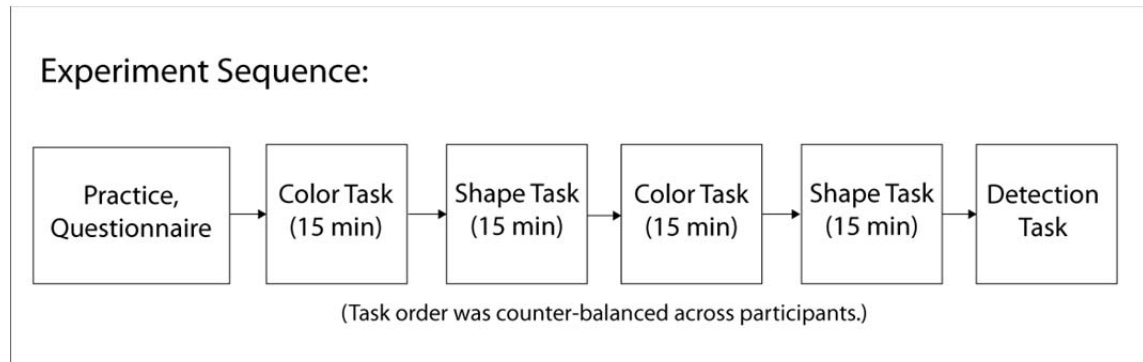 Experiment Sequence:
Practice,
Questionnaire
Color Task
(15 min)
Shape Task
(15 min)
Color Task
(15 min)
Shape Task
(15 min)
Detection
Task
(Task order was counter-balanced across participants.)